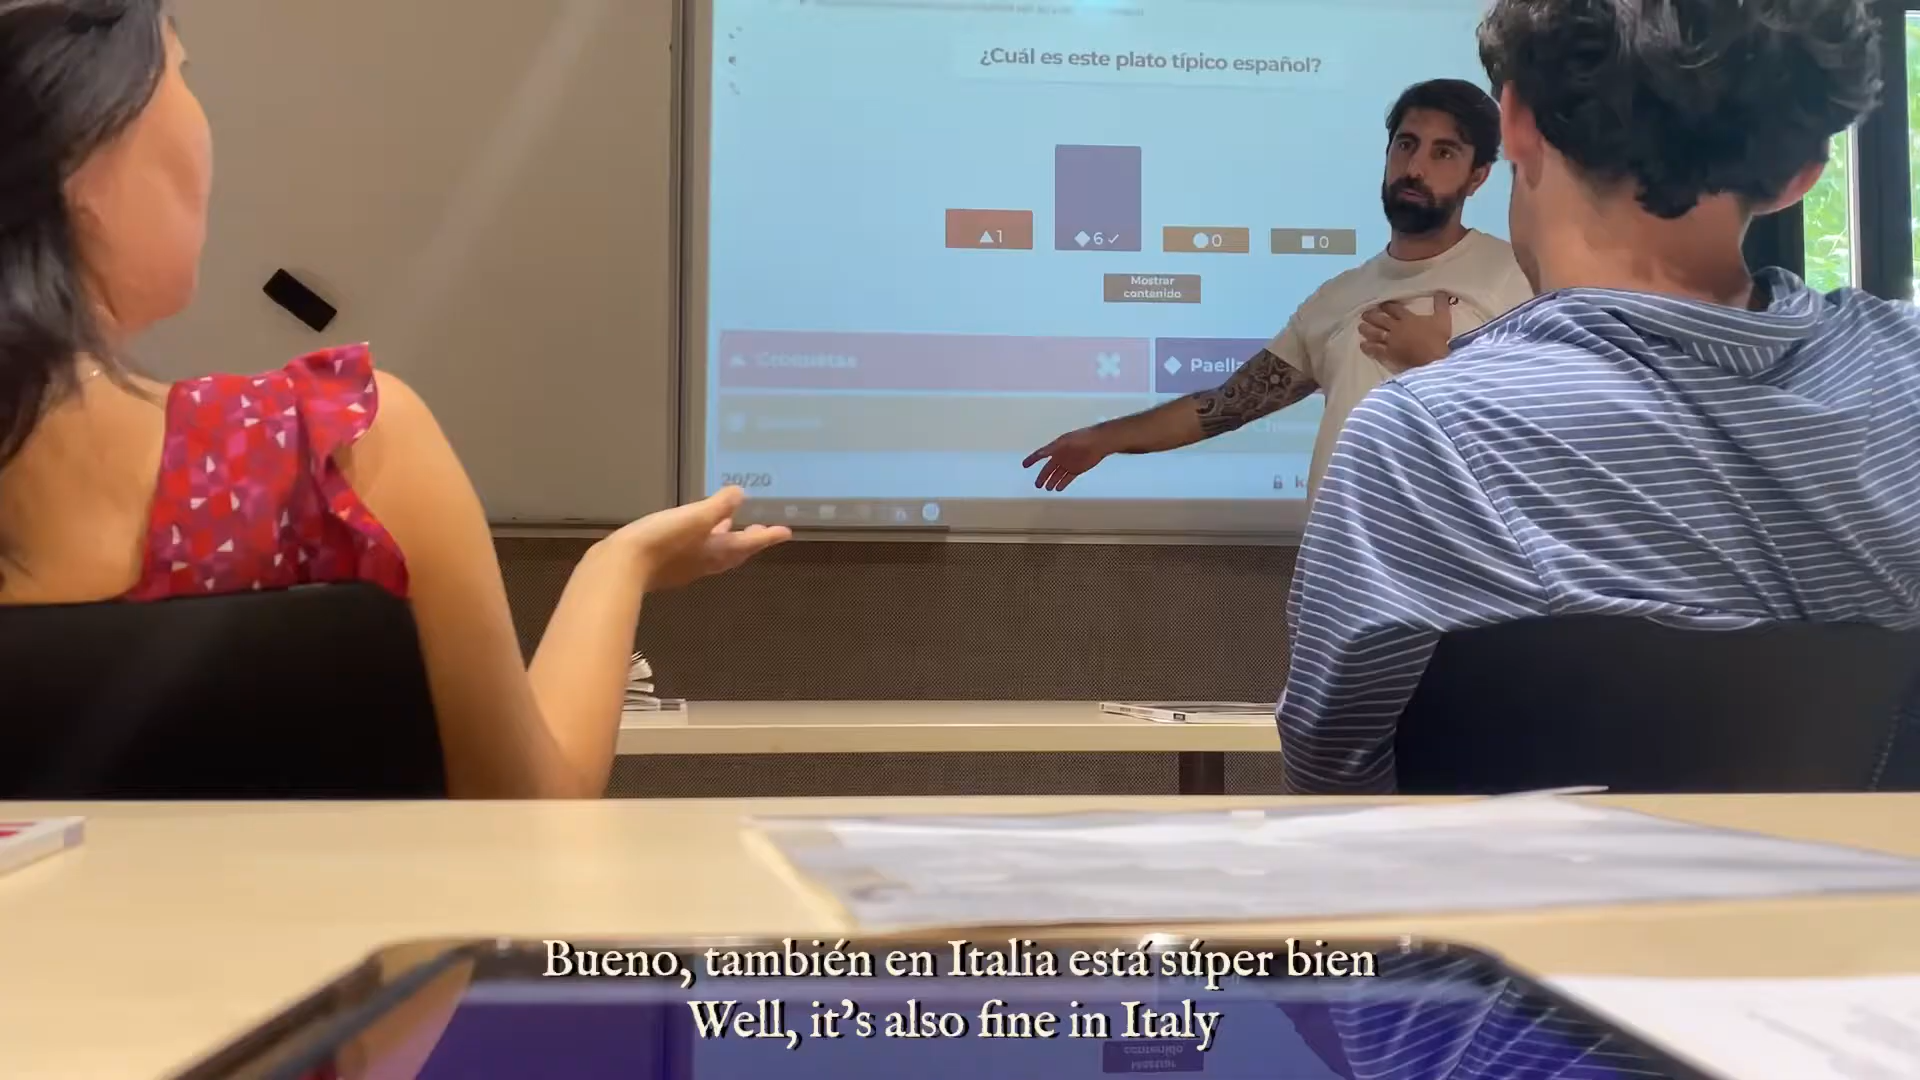 ¿Cuál es este plato típico español?
▲1
◆6 ✓
●0
■0
Mostrar
contenido
Croquetas
Paella
20/20
Bueno, también en Italia está súper bien
Well, it's also fine in Italy